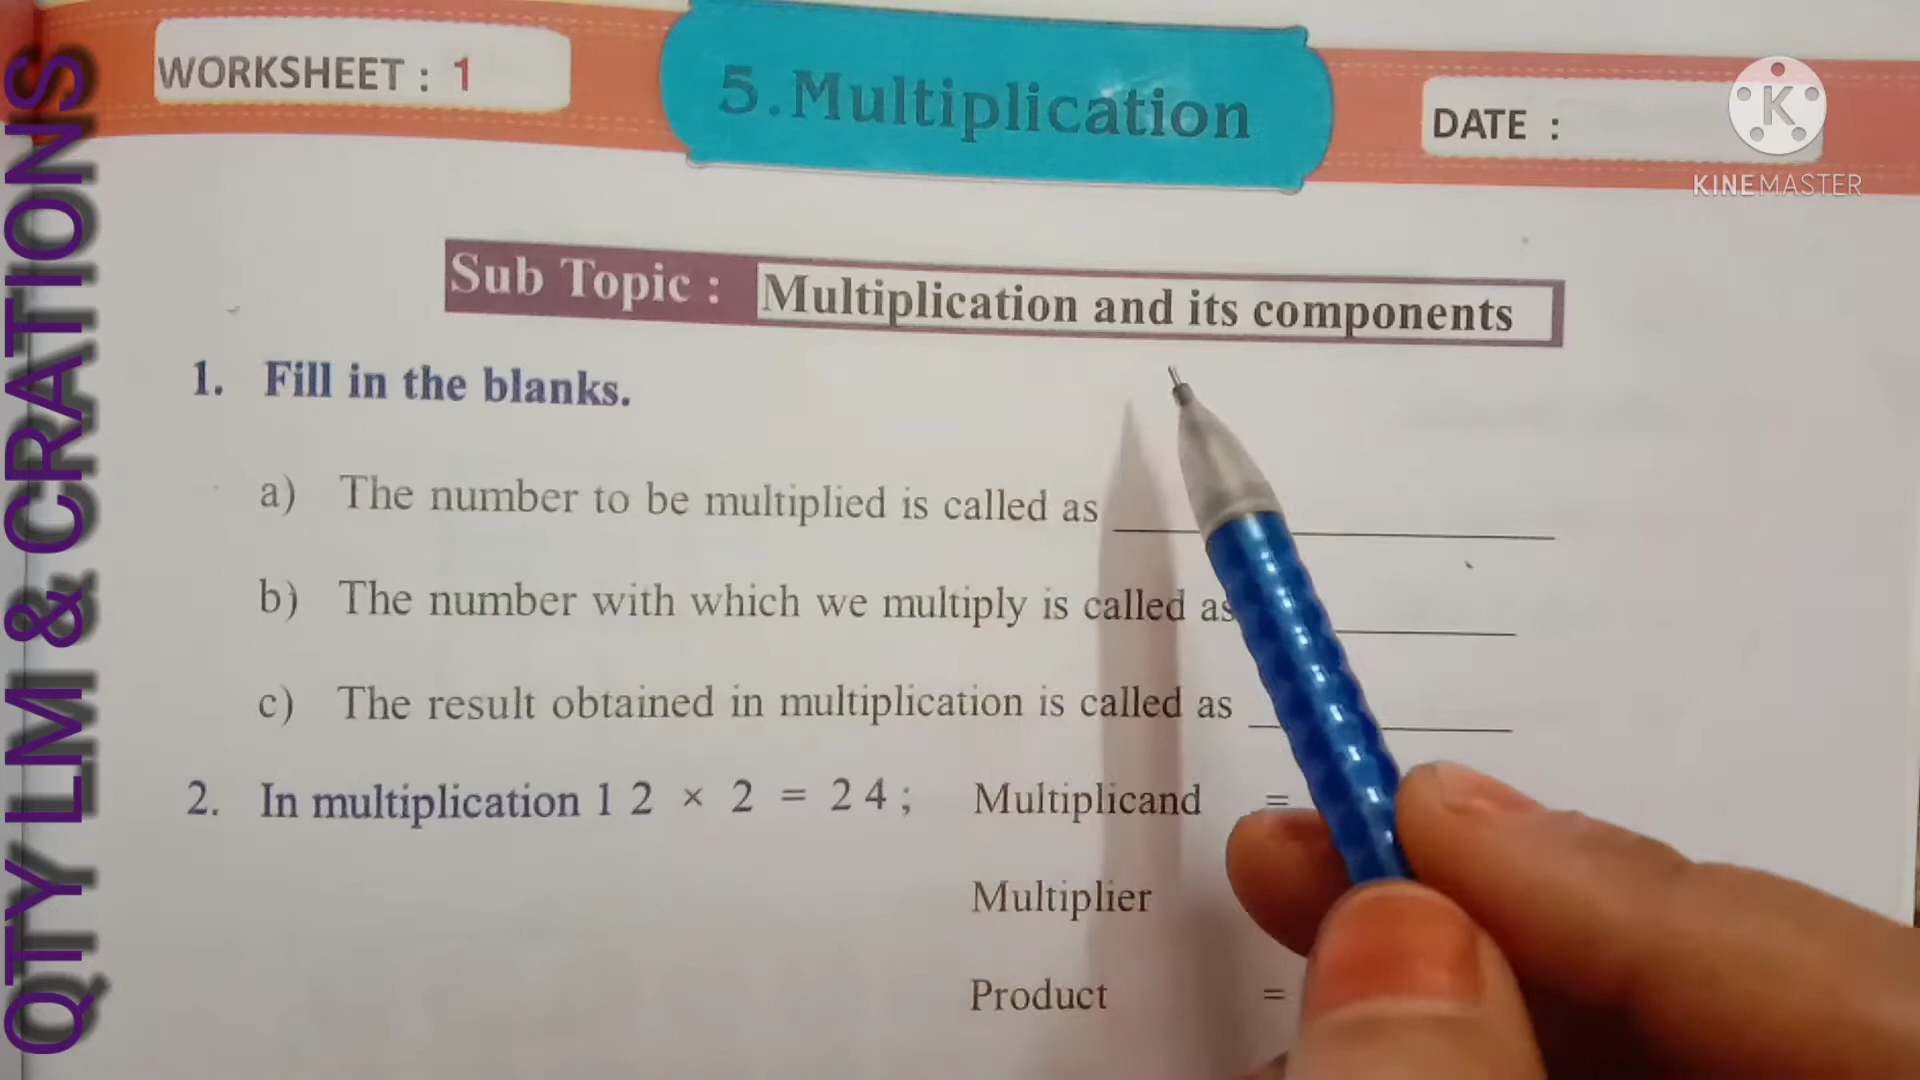 WORKSHEET : 1
5.Multiplication
DATE :
K
KINEMASTER
QTY LMI & CRATIONS
Sub Topic : Multiplication and its components
1. Fill in the blanks.
a) The number to be multiplied is called as
b) The number with which we multiply is called as
c) The result obtained in multiplication is called as
2. In multiplication 1 2 × 2 = 2 4 ; Multiplicand =
Multiplier
Product =